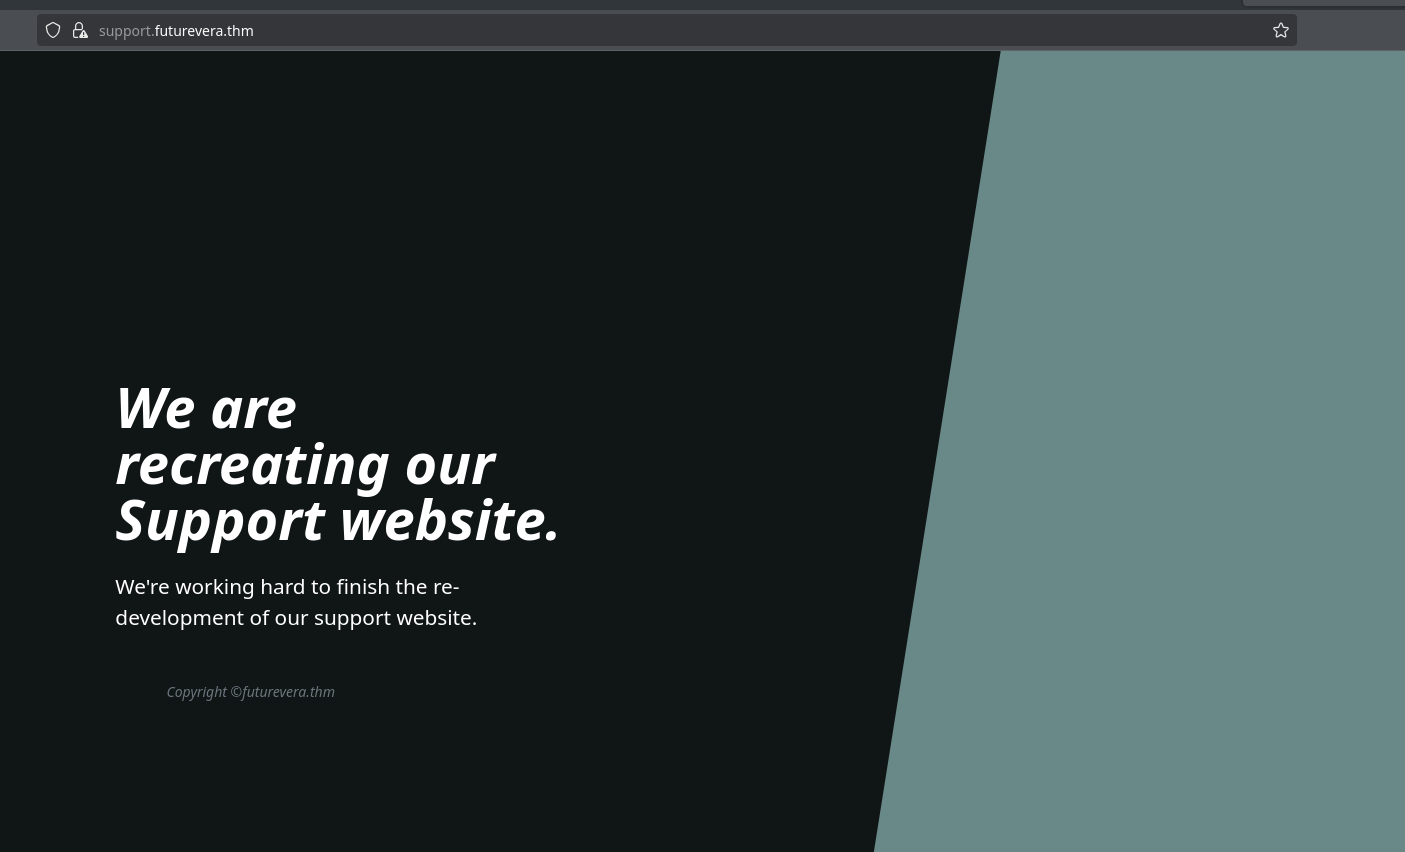 support.futurevera.thm
We are
recreating our
Support website.
We're working hard to finish the re-
development of our support website.
Copyright ©futurevera.thm